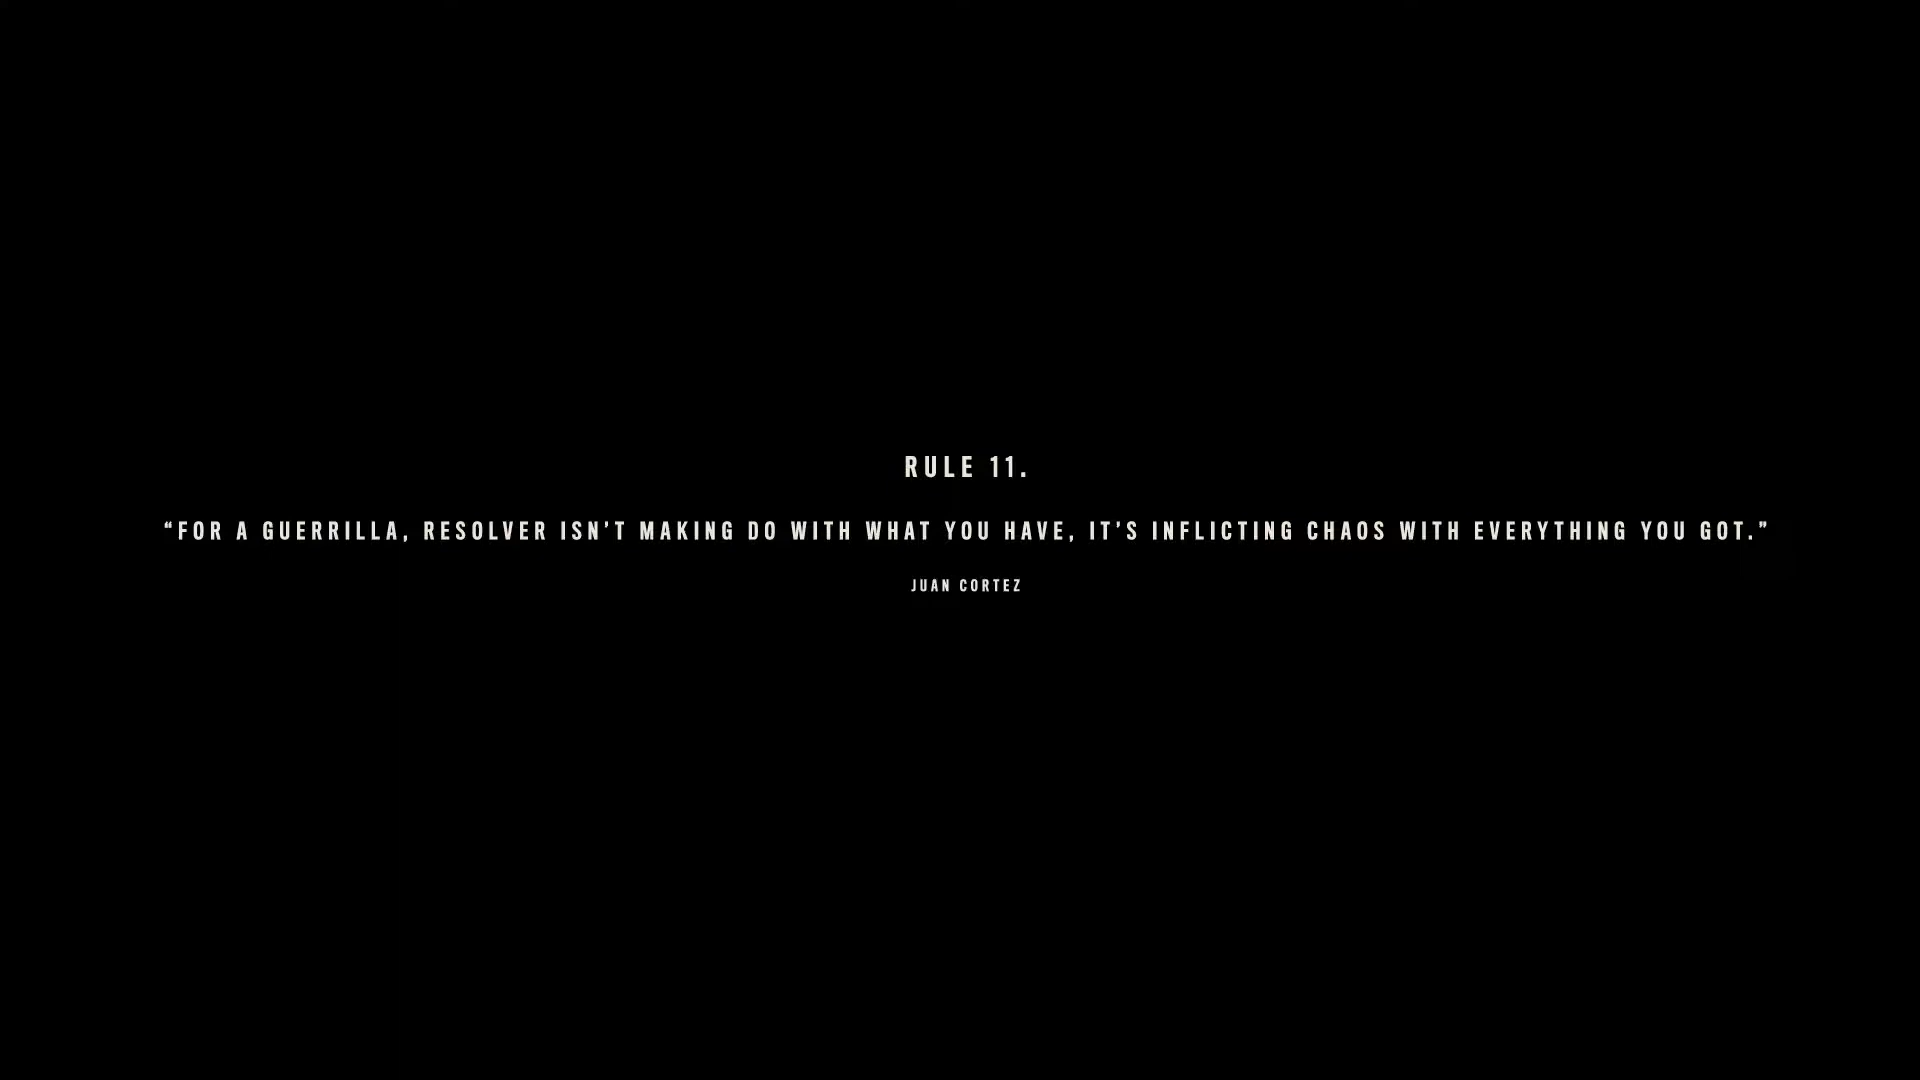 RULE 11.
“FOR A GUERRILLA, RESOLVER ISN’T MAKING DO WITH WHAT YOU HAVE, IT’S INFLICTING CHAOS WITH EVERYTHING YOU GOT.”
JUAN CORTEZ